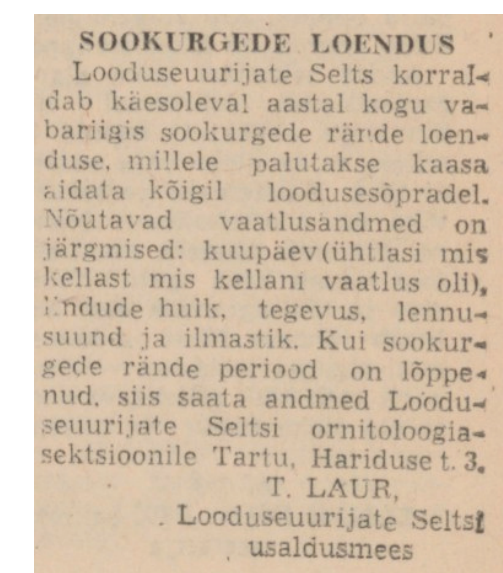 SOOKURGEDE LOENDUS
Looduseuurijate Selts korral-
dab käesoleval aastal kogu va-
bariigis sookurgede rände loen-
duse, millele palutakse kaasa
aidata kõigil loodusesõpradel.
Nõutavad vaatlusandmed on
järgmised: kuupäev(ühtlasi mis
kellast mis kellani vaatlus oli),
lindude hulk, tegevus, lennu-
suund ja ilmastik. Kui sookur-
gede rände periood on lõppe-
nud, siis saata andmed Loodu-
seuurijate Seltsi ornitoloogia-
sektsioonile Tartu, Hariduse t. 3.
T. LAUR,
Looduseuurijate Seltsi
usaldusmees